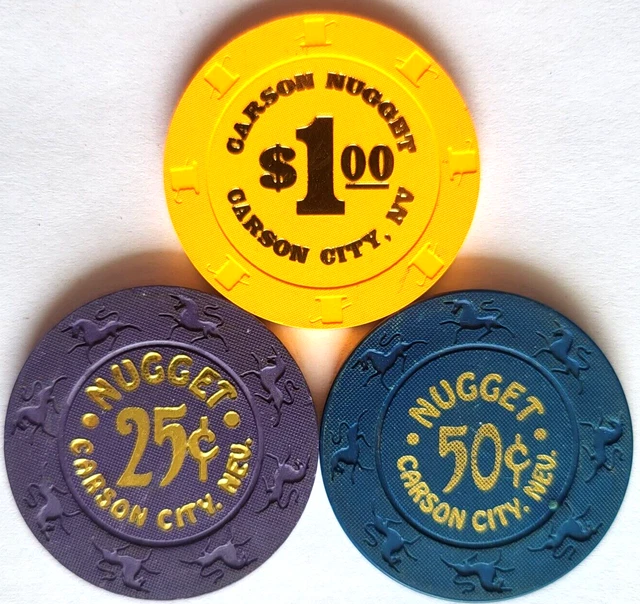 CARSON NUGGET
$1.00
CARSON CITY, NV
NUGGET
25¢
CARSON CITY, NEV.
NUGGET
50¢
CARSON CITY, NEV.